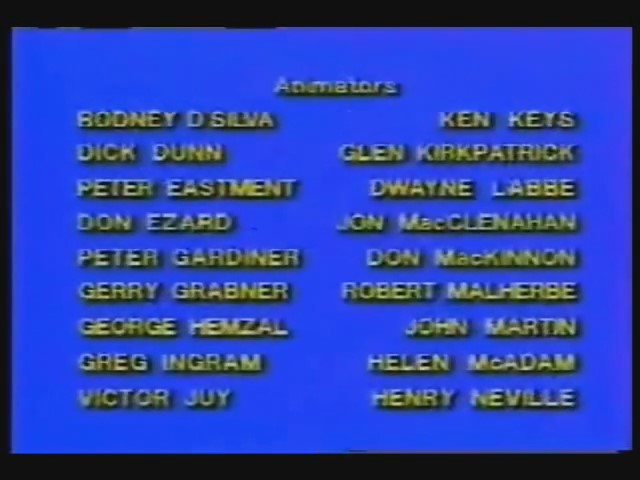 Animators
RODNEY D'SILVA KEN KEYS
DICK DUNN GLEN KIRKPATRICK
PETER EASTMENT DWAYNE LABBE
DON EZARD JON MacCLENAHAN
PETER GARDINER DON MacKINNON
GERRY GRABNER ROBERT MALHERBE
GEORGE HEMZAL JOHN MARTIN
GREG INGRAM HELEN McADAM
VICTOR JUY HENRY NEVILLE